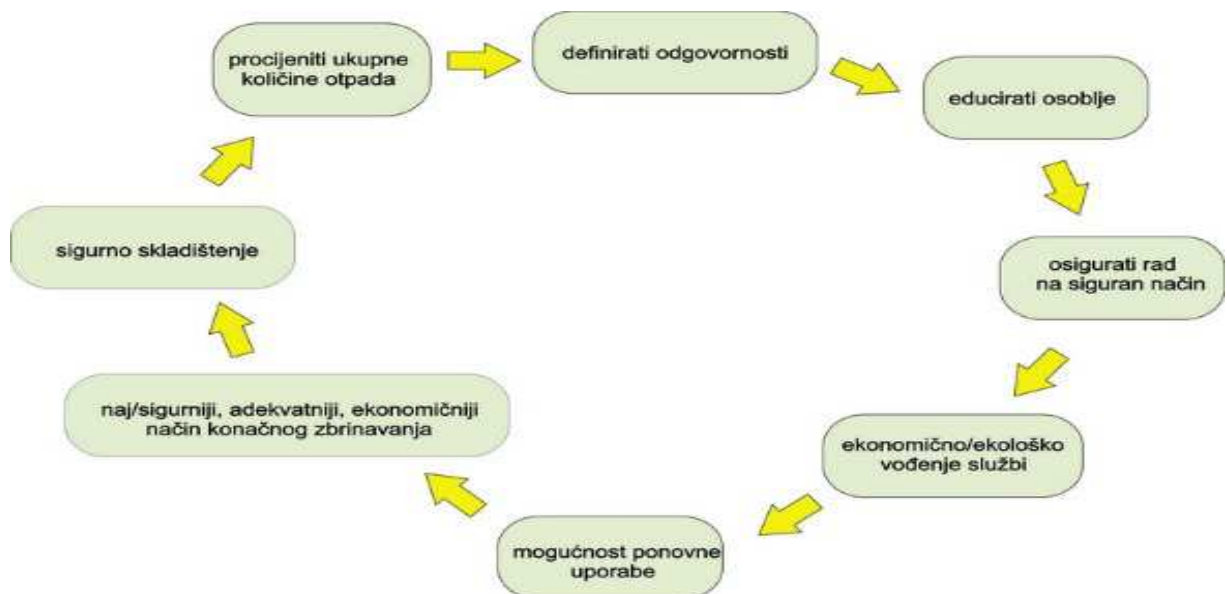 procijeniti ukupne
količine otpada
definirati odgovornosti
educirati osoblje
osigurati rad
na siguran način
ekonomično/ekološko
vođenje službi
mogućnost ponovne
uporabe
naj/sigurniji, adekvatniji, ekonomičniji
način konačnog zbrinavanja
sigurno skladištenje